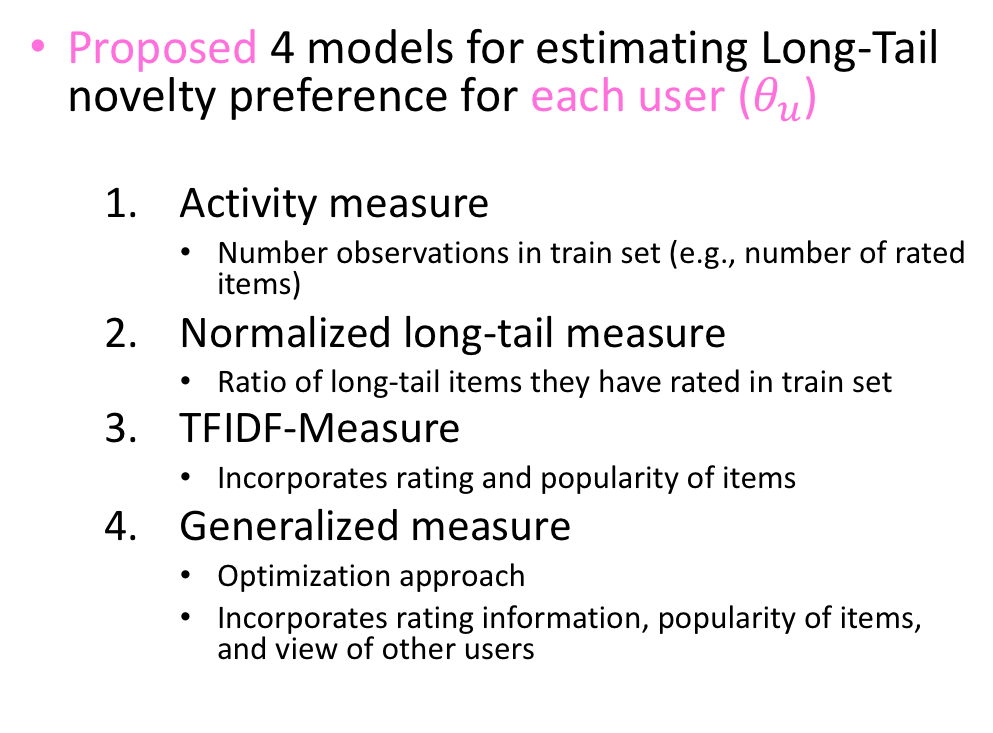 • Proposed 4 models for estimating Long-Tail
novelty preference for each user (θᵤ)
1. Activity measure
• Number observations in train set (e.g., number of rated
items)
2. Normalized long-tail measure
• Ratio of long-tail items they have rated in train set
3. TFIDF-Measure
• Incorporates rating and popularity of items
4. Generalized measure
• Optimization approach
• Incorporates rating information, popularity of items,
and view of other users